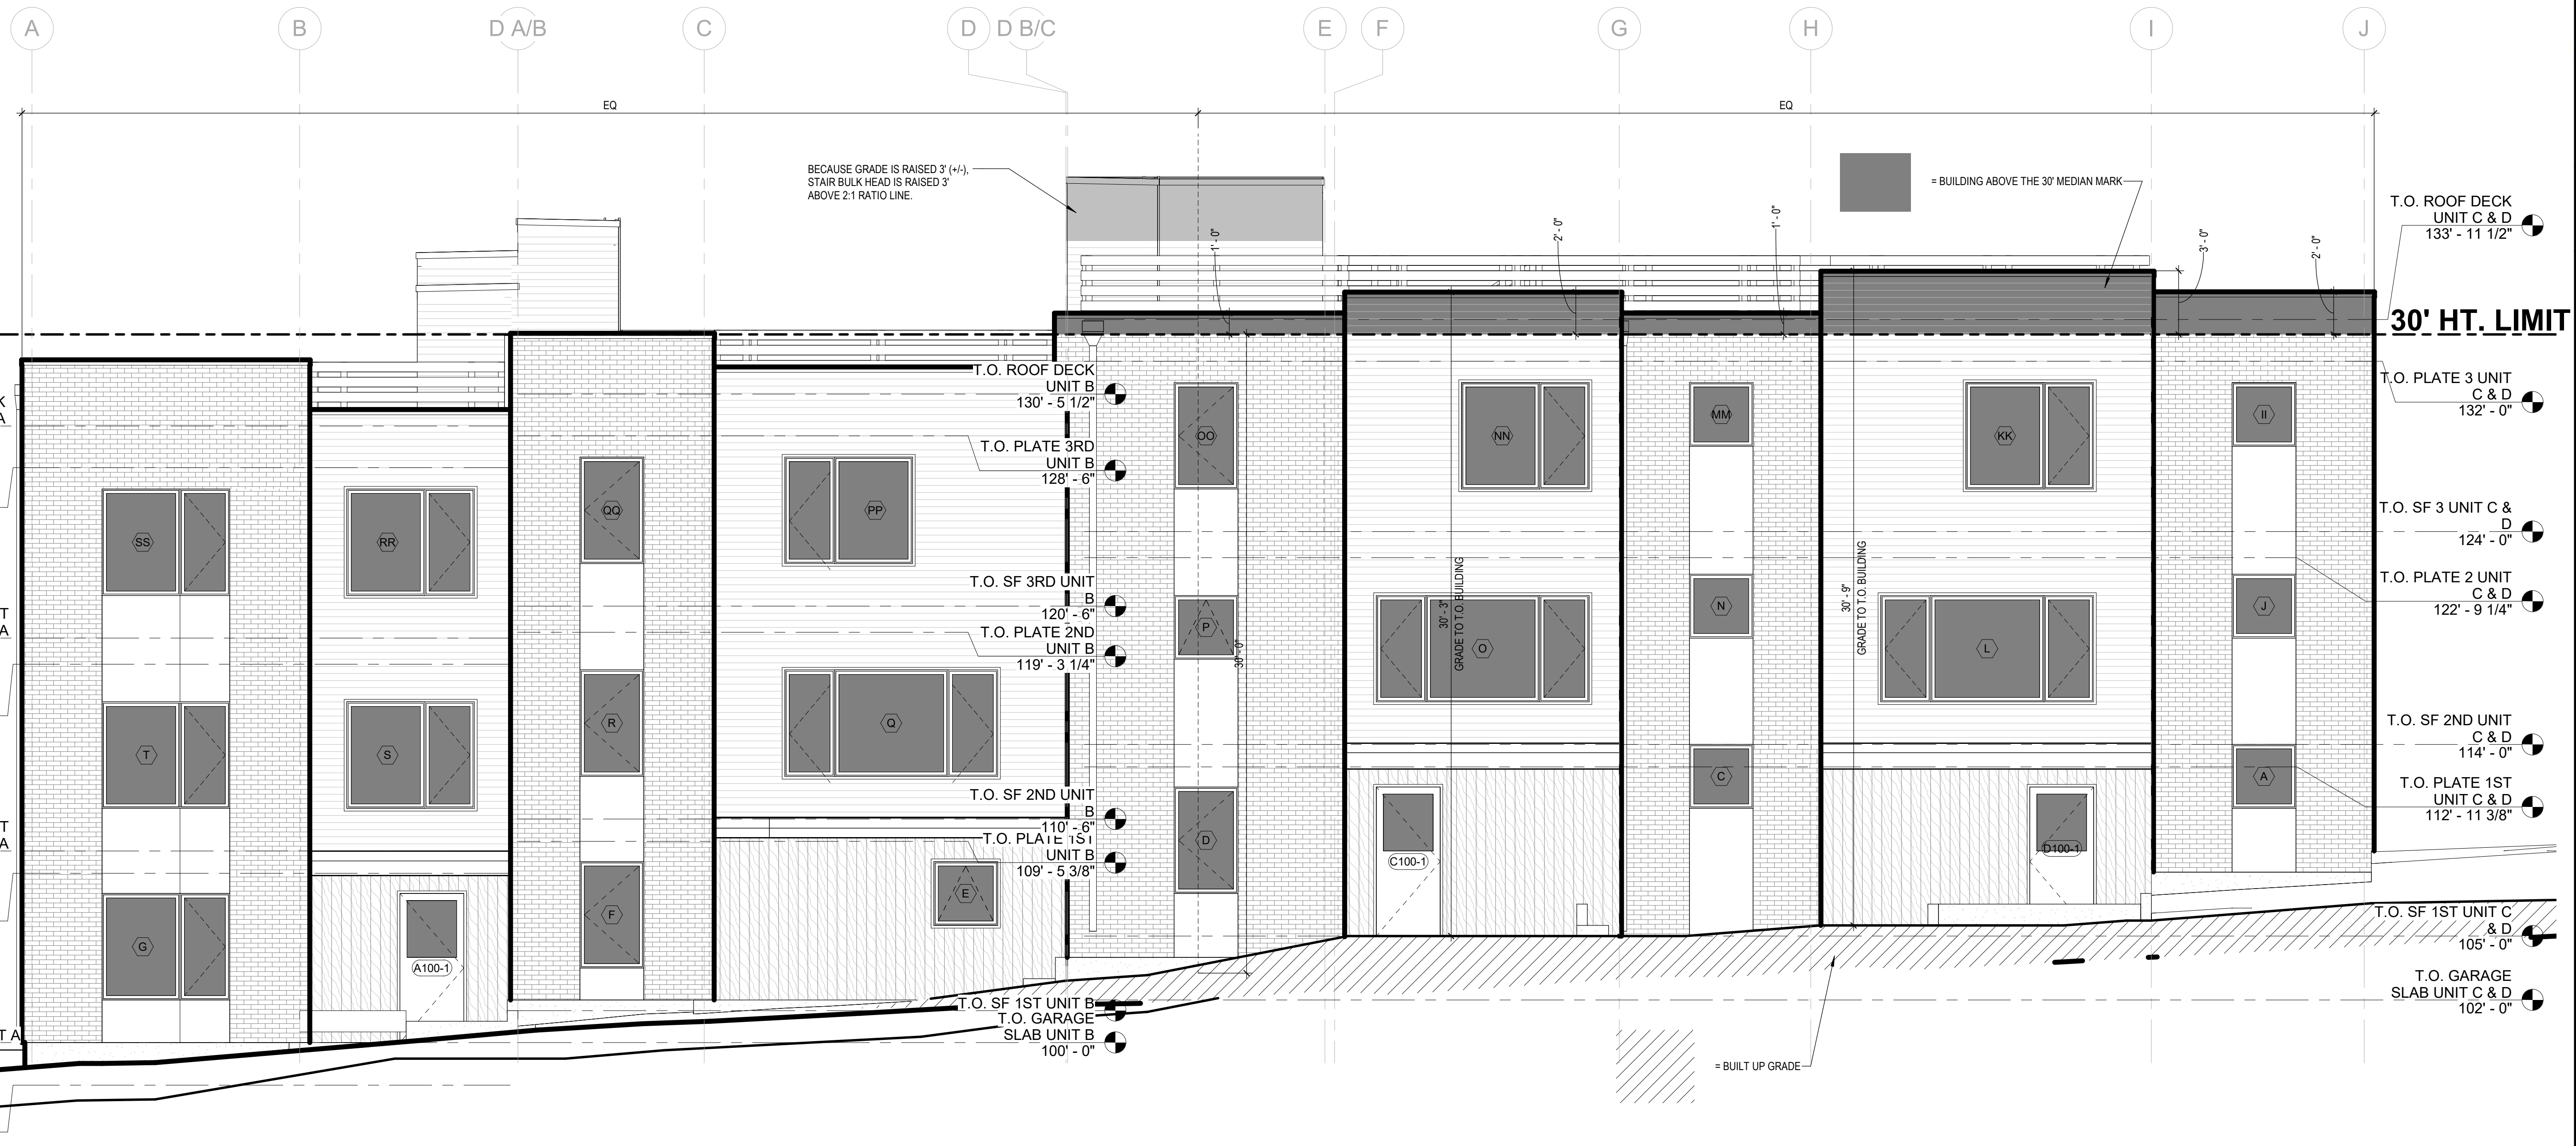 A
B
D A/B
C
D
D B/C
E
F
G
H
I
J
EQ
EQ
BECAUSE GRADE IS RAISED 3' (+/-),
STAIR BULK HEAD IS RAISED 3'
ABOVE 2:1 RATIO LINE.
= BUILDING ABOVE THE 30' MEDIAN MARK
1' - 0"
2' - 0"
1' - 0"
3' - 0"
2' - 0"
T.O. ROOF DECK
UNIT C & D
133' - 11 1/2"
30' HT. LIMIT
T.O. PLATE 3 UNIT
C & D
132' - 0"
T.O. SF 3 UNIT C &
D
124' - 0"
T.O. PLATE 2 UNIT
C & D
122' - 9 1/4"
T.O. SF 2ND UNIT
C & D
114' - 0"
T.O. PLATE 1ST
UNIT C & D
112' - 11 3/8"
T.O. SF 1ST UNIT C
& D
105' - 0"
T.O. GARAGE
SLAB UNIT C & D
102' - 0"
T.O. ROOF DECK
UNIT B
130' - 5 1/2"
T.O. PLATE 3RD
UNIT B
128' - 6"
T.O. SF 3RD UNIT
B
120' - 6"
T.O. PLATE 2ND
UNIT B
119' - 3 1/4"
T.O. SF 2ND UNIT
B
110' - 6"
T.O. PLATE 1ST
UNIT B
109' - 5 3/8"
T.O. SF 1ST UNIT B
T.O. GARAGE
SLAB UNIT B
100' - 0"
K
A
T
A
T
A
T A
SS
RR
QQ
PP
OO
NN
MM
KK
II
T
S
R
Q
P
O
N
L
J
G
A100-1
F
E
D
C100-1
C
D100-1
A
30' - 0"
30' - 3"
GRADE TO T.O. BUILDING
30' - 9"
GRADE TO T.O. BUILDING
= BUILT UP GRADE